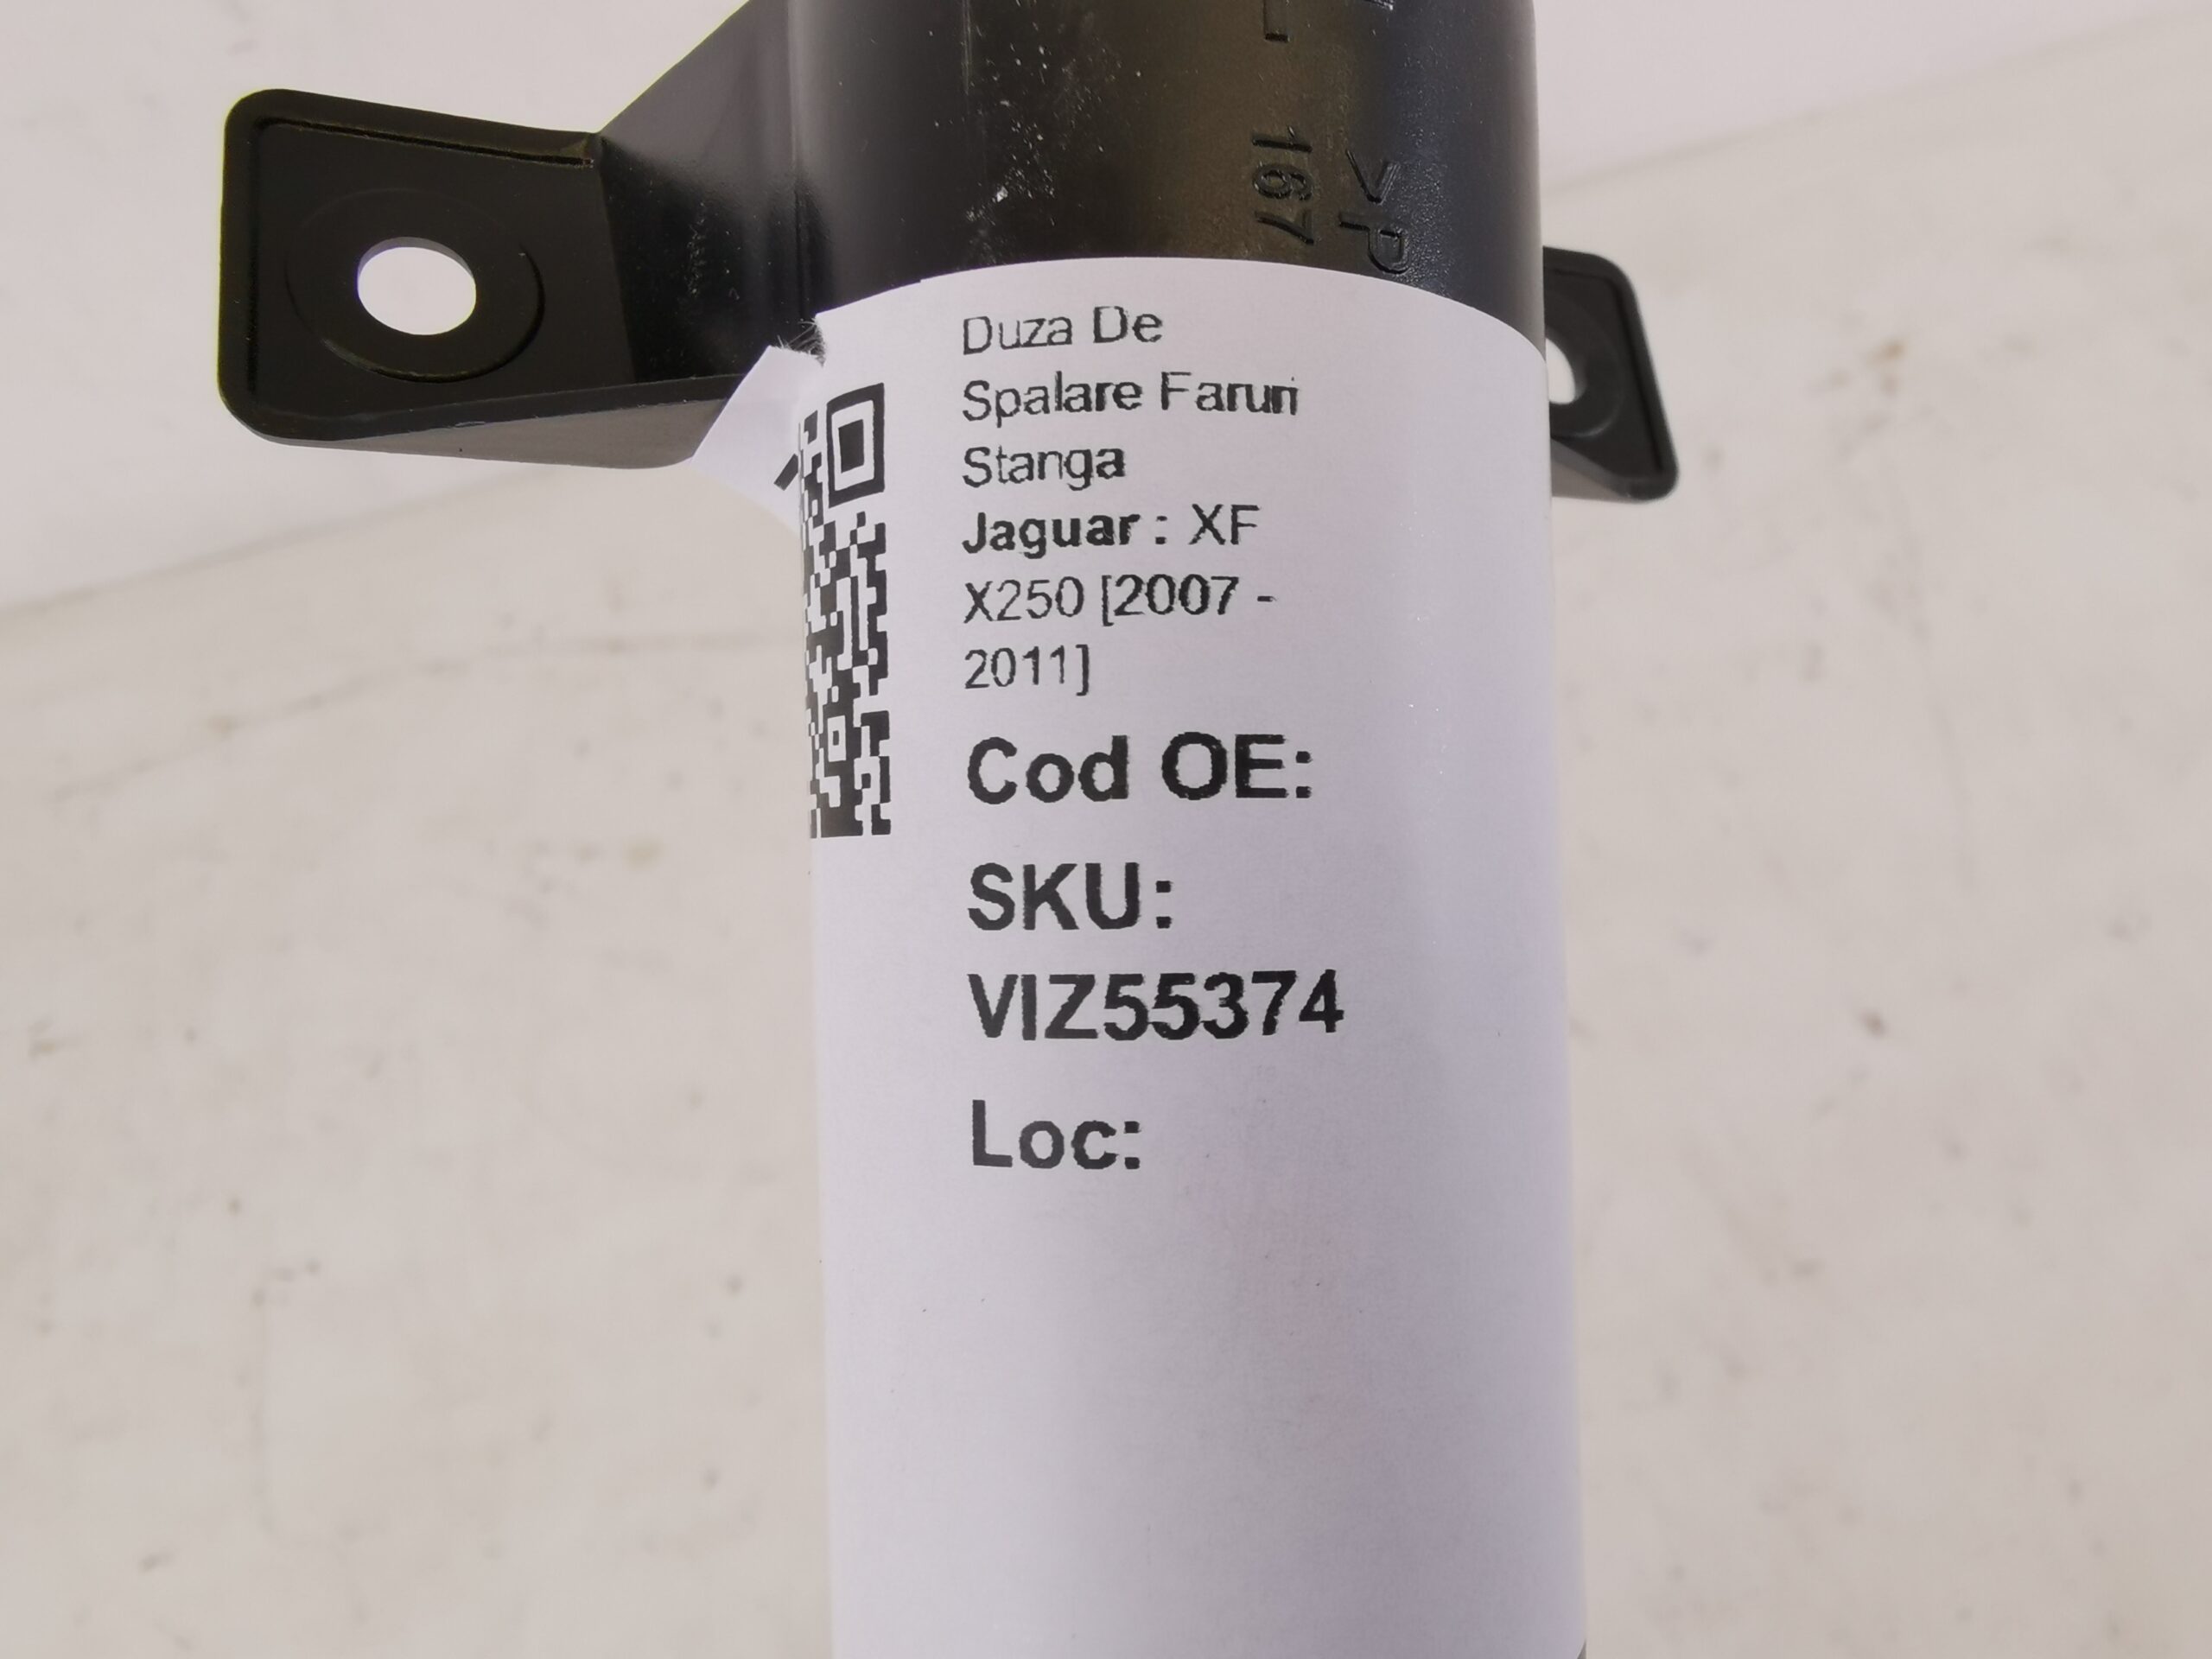 167
>P
Duza De
Spalare Faruri
Stanga
Jaguar : XF
X250 [2007 -
2011]
Cod OE:
SKU:
VIZ55374
Loc: